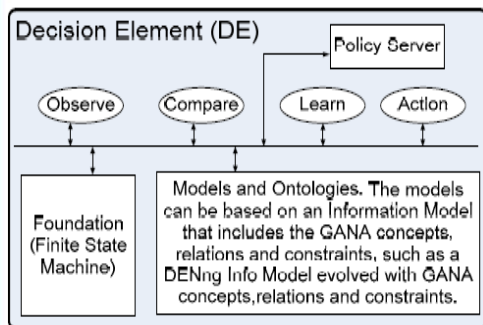 Decision Element (DE)
Policy Server
Observe
Compare
Learn
Action
Foundation
(Finite State
Machine)
Models and Ontologies. The models
can be based on an Information Model
that includes the GANA concepts,
relations and constraints, such as a
DENng Info Model evolved with GANA
concepts,relations and constraints.